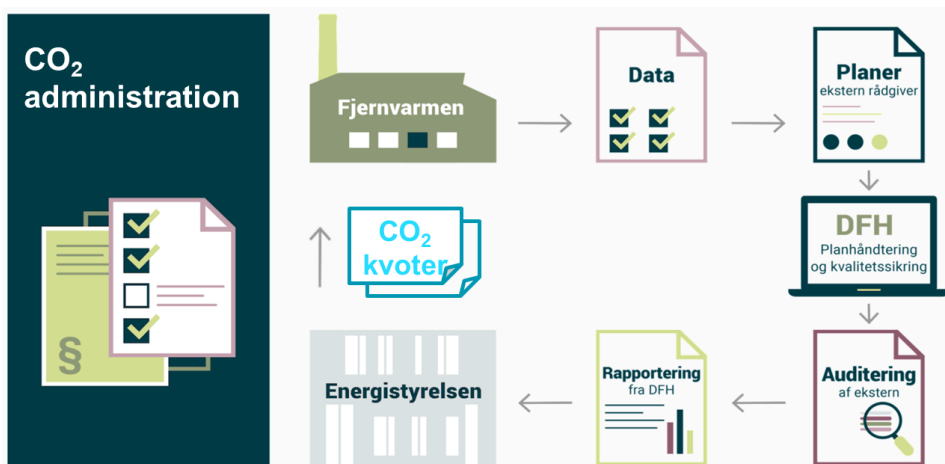 CO₂
administration
§
Fjernvarmen
Data
Planer
ekstern rådgiver
DFH
Planhåndtering
og kvalitetssikring
Auditering
af ekstern
Rapportering
fra DFH
Energistyrelsen
CO₂
kvoter